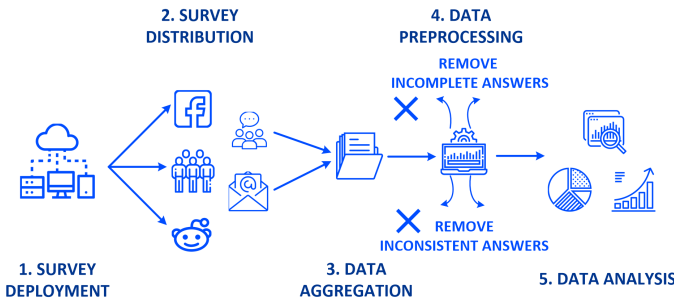 2. SURVEY
DISTRIBUTION
4. DATA
PREPROCESSING
REMOVE
INCOMPLETE ANSWERS
REMOVE
INCONSISTENT ANSWERS
1. SURVEY
DEPLOYMENT
3. DATA
AGGREGATION
5. DATA ANALYSIS